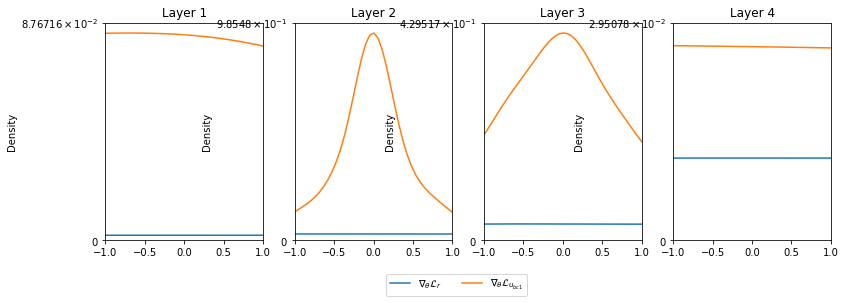 Layer 1 Layer 2 Layer 3 Layer 4
8.76716×10⁻² 9.8548×10⁻¹ 4.29517×10⁻¹ 2.95078×10⁻²
Density Density Density Density
0 0 0 0
−1.0 −0.5 0.0 0.5 1.0 −1.0 −0.5 0.0 0.5 1.0 −1.0 −0.5 0.0 0.5 1.0 −1.0 −0.5 0.0 0.5 1.0
∇θℒr ∇θℒu_bc1